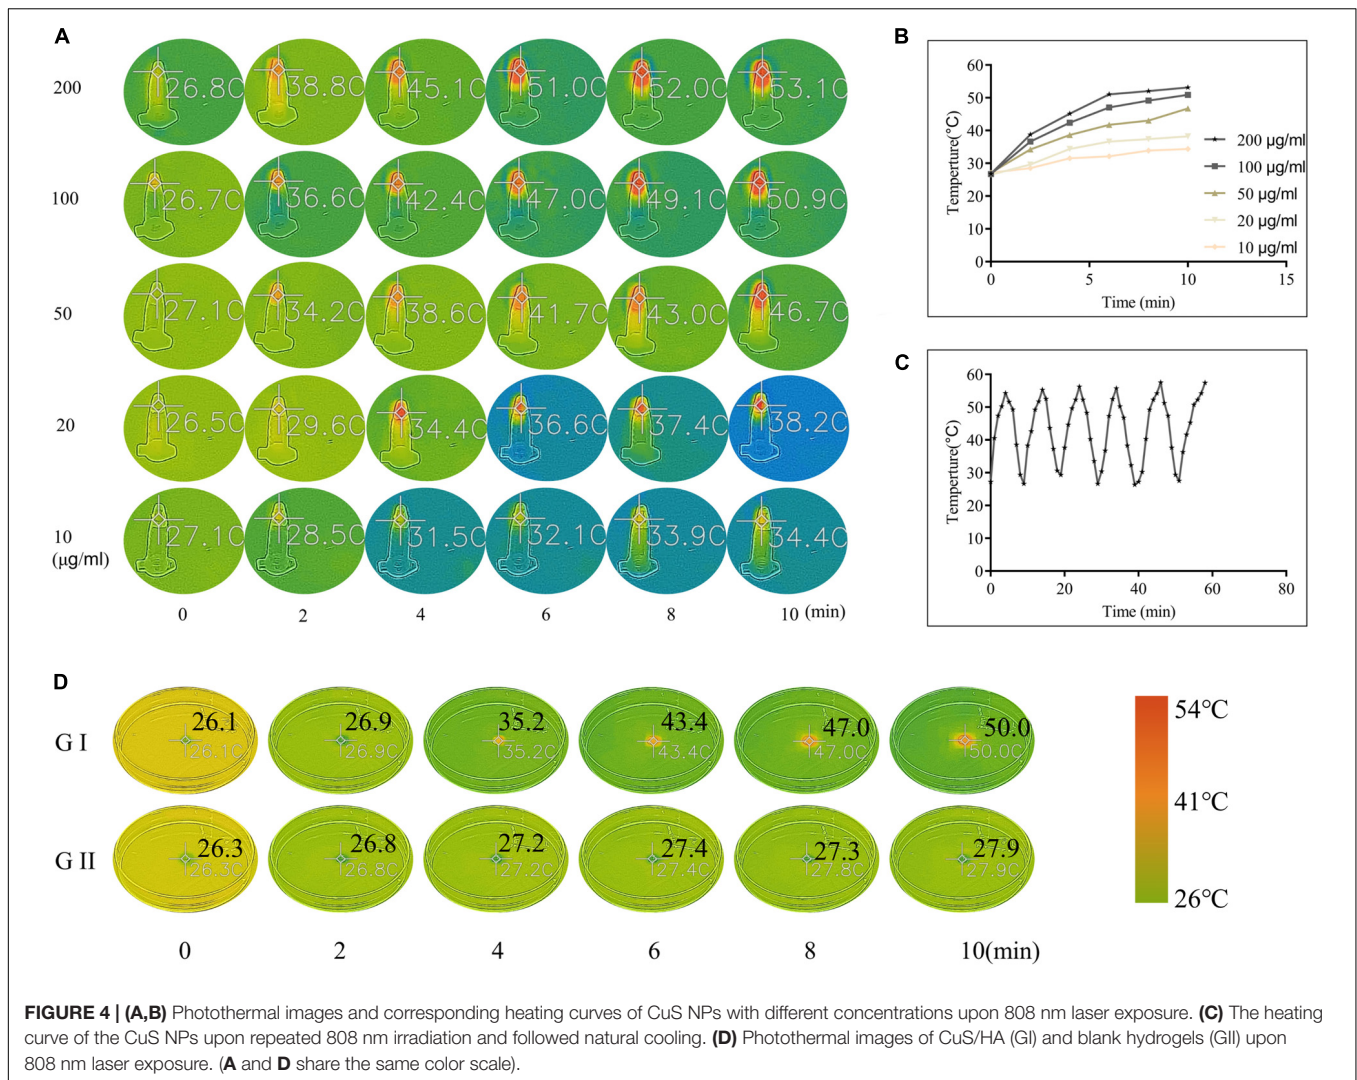 A
200
26.8C 38.8C 45.1C 51.0C 52.0C 53.1C
100
26.7C 36.6C 42.4C 47.0C 49.1C 50.9C
50
27.1C 34.2C 38.6C 41.7C 43.0C 46.7C
20
26.5C 29.6C 34.4C 36.6C 37.4C 38.2C
10
(µg/ml)
27.1C 28.5C 31.5C 32.1C 33.9C 34.4C
0 2 4 6 8 10 (min)
B
60
50
40
30
20
10
0
Temperture(°C)
0 5 10 15
Time (min)
200 µg/ml
100 µg/ml
50 µg/ml
20 µg/ml
10 µg/ml
C
60
50
40
30
20
10
0
Temperture(°C)
0 20 40 60 80
Time (min)
D
G I
26.1 26.9 35.2 43.4 47.0 50.0
26.1C 26.9C 35.2C 43.4C 47.0C 50.0C
G II
26.3 26.8 27.2 27.4 27.3 27.9
26.3C 26.8C 27.2C 27.4C 27.8C 27.9C
0 2 4 6 8 10(min)
54°C
41°C
26°C
FIGURE 4 | (A,B) Photothermal images and corresponding heating curves of CuS NPs with different concentrations upon 808 nm laser exposure. (C) The heating
curve of the CuS NPs upon repeated 808 nm irradiation and followed natural cooling. (D) Photothermal images of CuS/HA (GI) and blank hydrogels (GII) upon
808 nm laser exposure. (A and D share the same color scale).